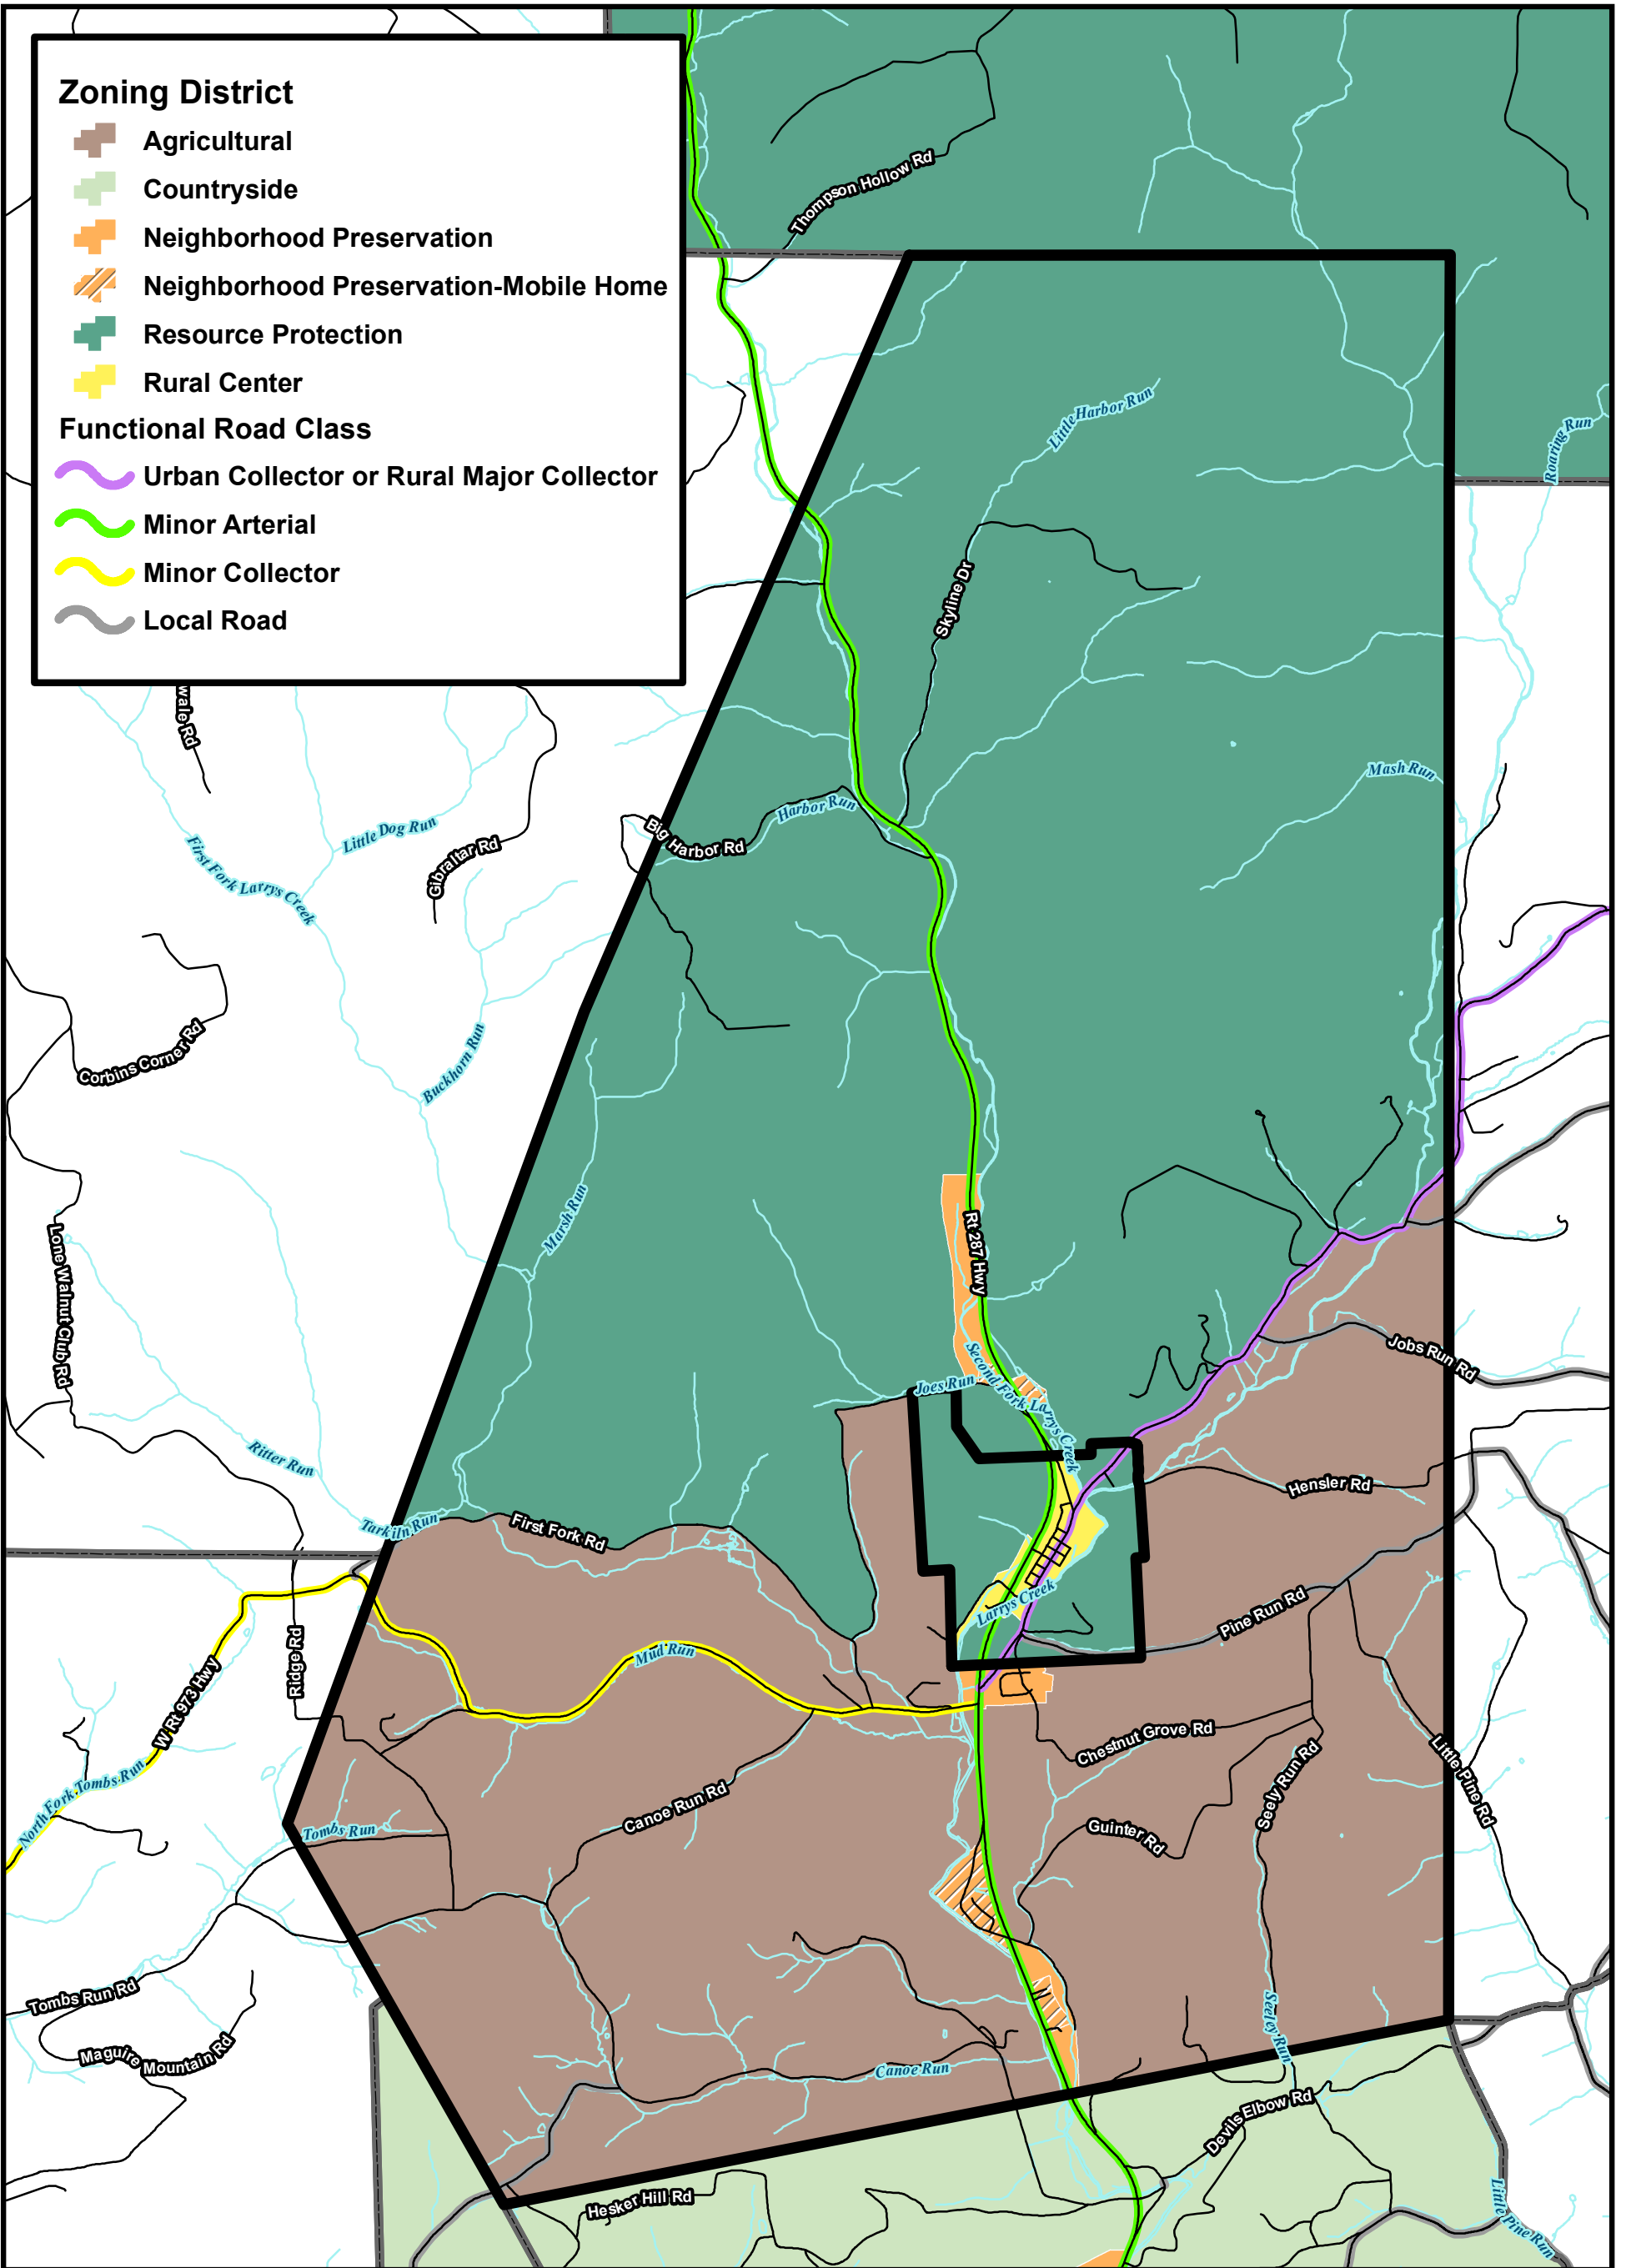 Zoning District
Agricultural
Countryside
Neighborhood Preservation
Neighborhood Preservation-Mobile Home
Resource Protection
Rural Center
Functional Road Class
Urban Collector or Rural Major Collector
Minor Arterial
Minor Collector
Local Road
Thompson Hollow Rd
Little Harbor Run
Roaring Run
Skyline Dr
Mash Run
Harbor Run
Big Harbor Rd
Little Dog Run
Gibraltar Rd
First Fork Larrys Creek
Corbins Corner Rd
Buckhorn Run
Marsh Run
Lone Walnut Club Rd
Rt 287 Hwy
Jobs Run Rd
Joes Run
Second Fork Larrys Creek
Ritter Run
Hensler Rd
Tarkiln Run
First Fork Rd
Larrys Creek
Pine Run Rd
Ridge Rd
Mud Run
W Rt 973 Hwy
Chestnut Grove Rd
North Fork Tombs Run
Canoe Run Rd
Seely Run Rd
Little Pine Rd
Tombs Run
Guinter Rd
Tombs Run Rd
Maguire Mountain Rd
Seeley Run
Canoe Run
Devils Elbow Rd
Hesker Hill Rd
Little Pine Run